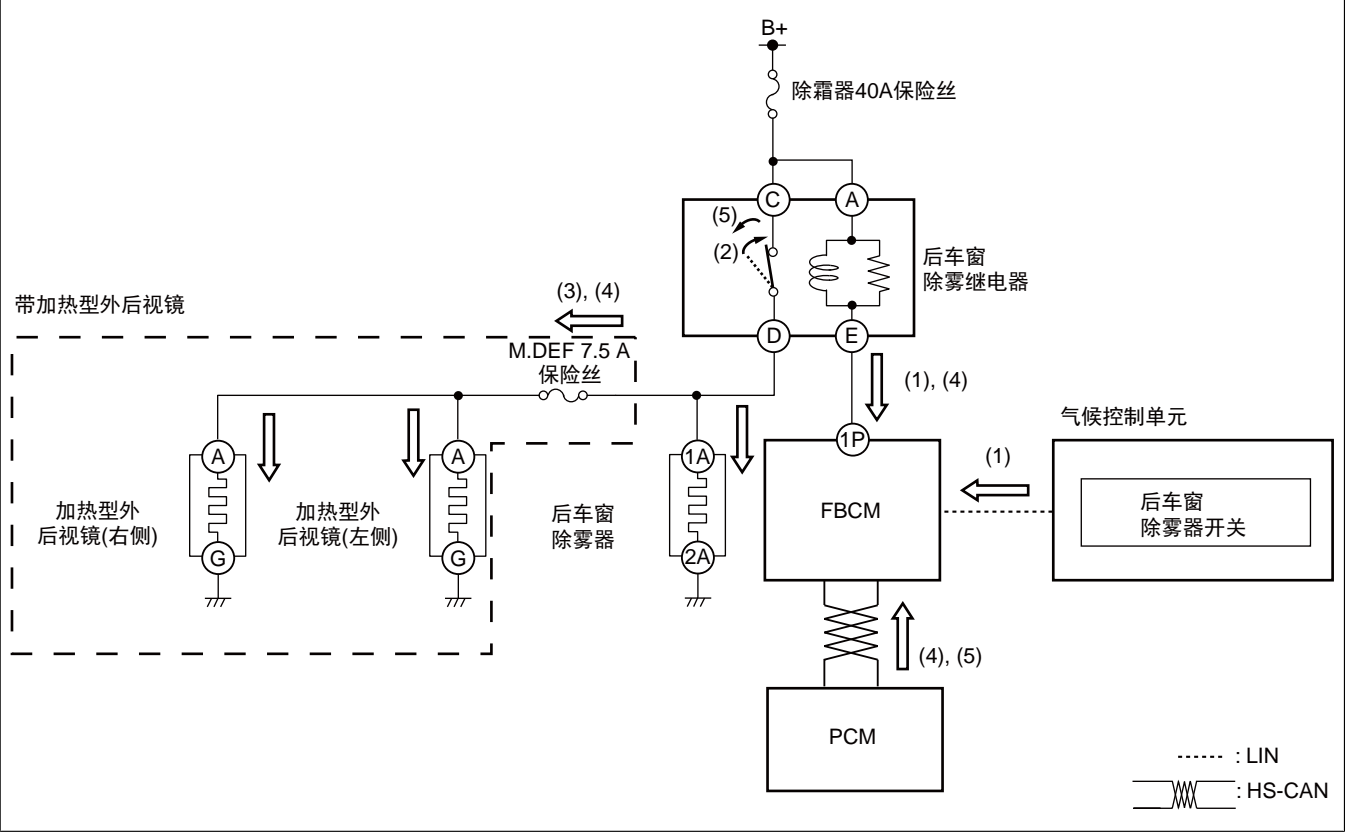 B+
除霜器40A保险丝
C
A
(5)
(2)
后车窗
除雾继电器
D
E
带加热型外后视镜
(3), (4)
M.DEF 7.5 A
保险丝
(1), (4)
气候控制单元
1P
(1)
A
A
1A
FBCM
后车窗
除雾器开关
加热型外
后视镜(右侧)
加热型外
后视镜(左侧)
后车窗
除雾器
G
G
2A
(4), (5)
PCM
: LIN
: HS-CAN